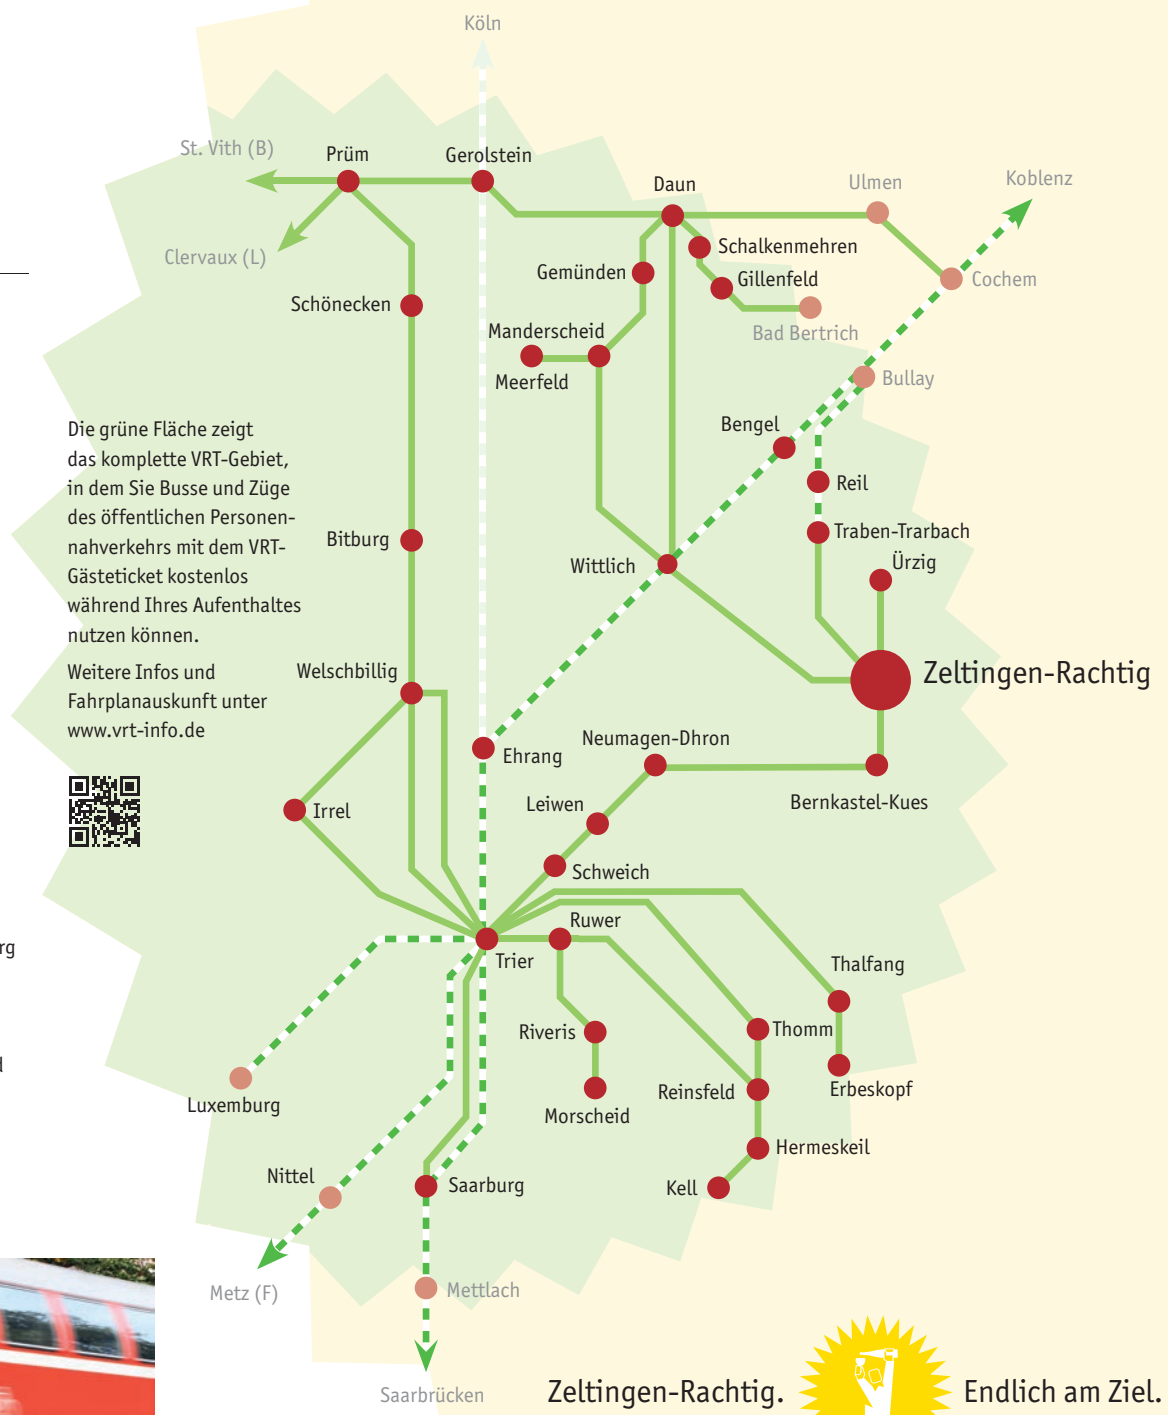 Köln
St. Vith (B)
Prüm
Gerolstein
Daun
Ulmen
Koblenz
Clervaux (L)
Schalkenmehren
Gemünden
Gillenfeld
Cochem
Schönecken
Manderscheid
Bad Bertrich
Meerfeld
Bullay
Bengel
Die grüne Fläche zeigt
das komplette VRT-Gebiet,
in dem Sie Busse und Züge
des öffentlichen Personen-
nahverkehrs mit dem VRT-
Gästeticket kostenlos
während Ihres Aufenthaltes
nutzen können.
Weitere Infos und
Fahrplanauskunft unter
www.vrt-info.de
Reil
Bitburg
Traben-Trarbach
Wittlich
Ürzig
Welschbillig
Zeltingen-Rachtig
Neumagen-Dhron
Ehrang
Leiwen
Bernkastel-Kues
Irrel
Schweich
Ruwer
rg
Trier
Thalfang
Riveris
Thomm
d
Reinsfeld
Erbeskopf
Luxemburg
Morscheid
Hermeskeil
Nittel
Saarburg
Kell
Metz (F)
Mettlach
Saarbrücken
Zeltingen-Rachtig.
Endlich am Ziel.